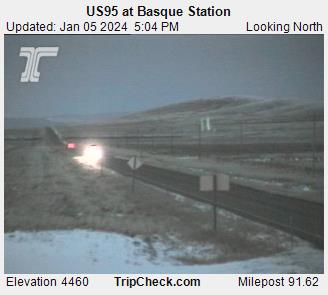 US95 at Basque Station
Updated: Jan 05 2024 5:04 PM Looking North
Elevation 4460 TripCheck.com Milepost 91.62